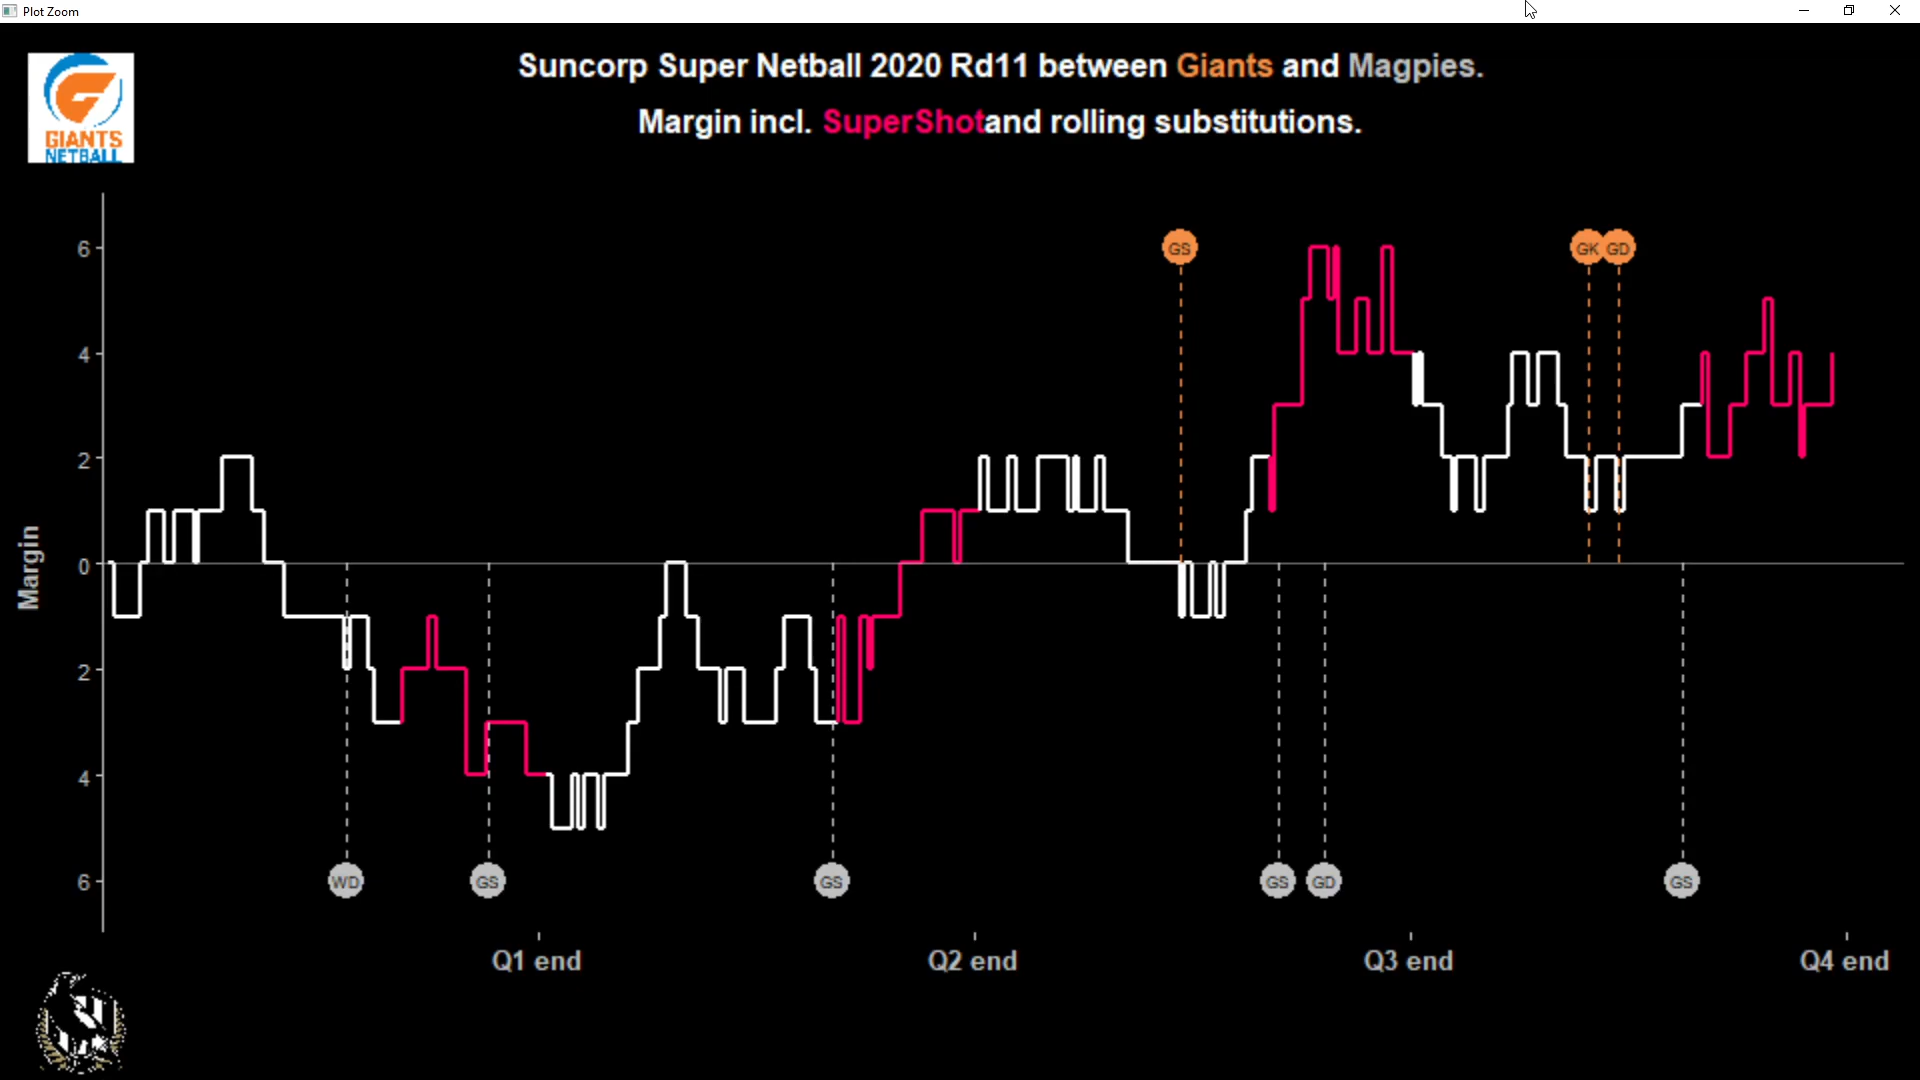 Plot Zoom
Suncorp Super Netball 2020 Rd11 between Giants and Magpies.
Margin incl. SuperShotand rolling substitutions.
GIANTS
NETBALL
6
GS
GK GD
4
2
Margin
0
2
4
6
WD GS GS GS GD GS
Q1 end Q2 end Q3 end Q4 end